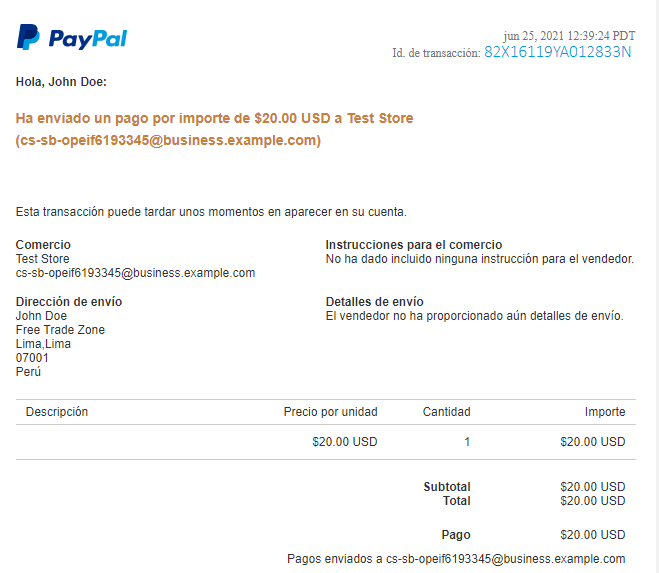 PayPal
jun 25, 2021 12:39:24 PDT
Id. de transacción: 82X16119YA012833N
Hola, John Doe:
Ha enviado un pago por importe de $20.00 USD a Test Store
(cs-sb-opeif6193345@business.example.com)
Esta transacción puede tardar unos momentos en aparecer en su cuenta.
Comercio
Test Store
cs-sb-opeif6193345@business.example.com
Instrucciones para el comercio
No ha dado incluido ninguna instrucción para el vendedor.
Dirección de envío
John Doe
Free Trade Zone
Lima,Lima
07001
Perú
Detalles de envío
El vendedor no ha proporcionado aún detalles de envío.
Descripción Precio por unidad Cantidad Importe
$20.00 USD 1 $20.00 USD
Subtotal $20.00 USD
Total $20.00 USD
Pago $20.00 USD
Pagos enviados a cs-sb-opeif6193345@business.example.com